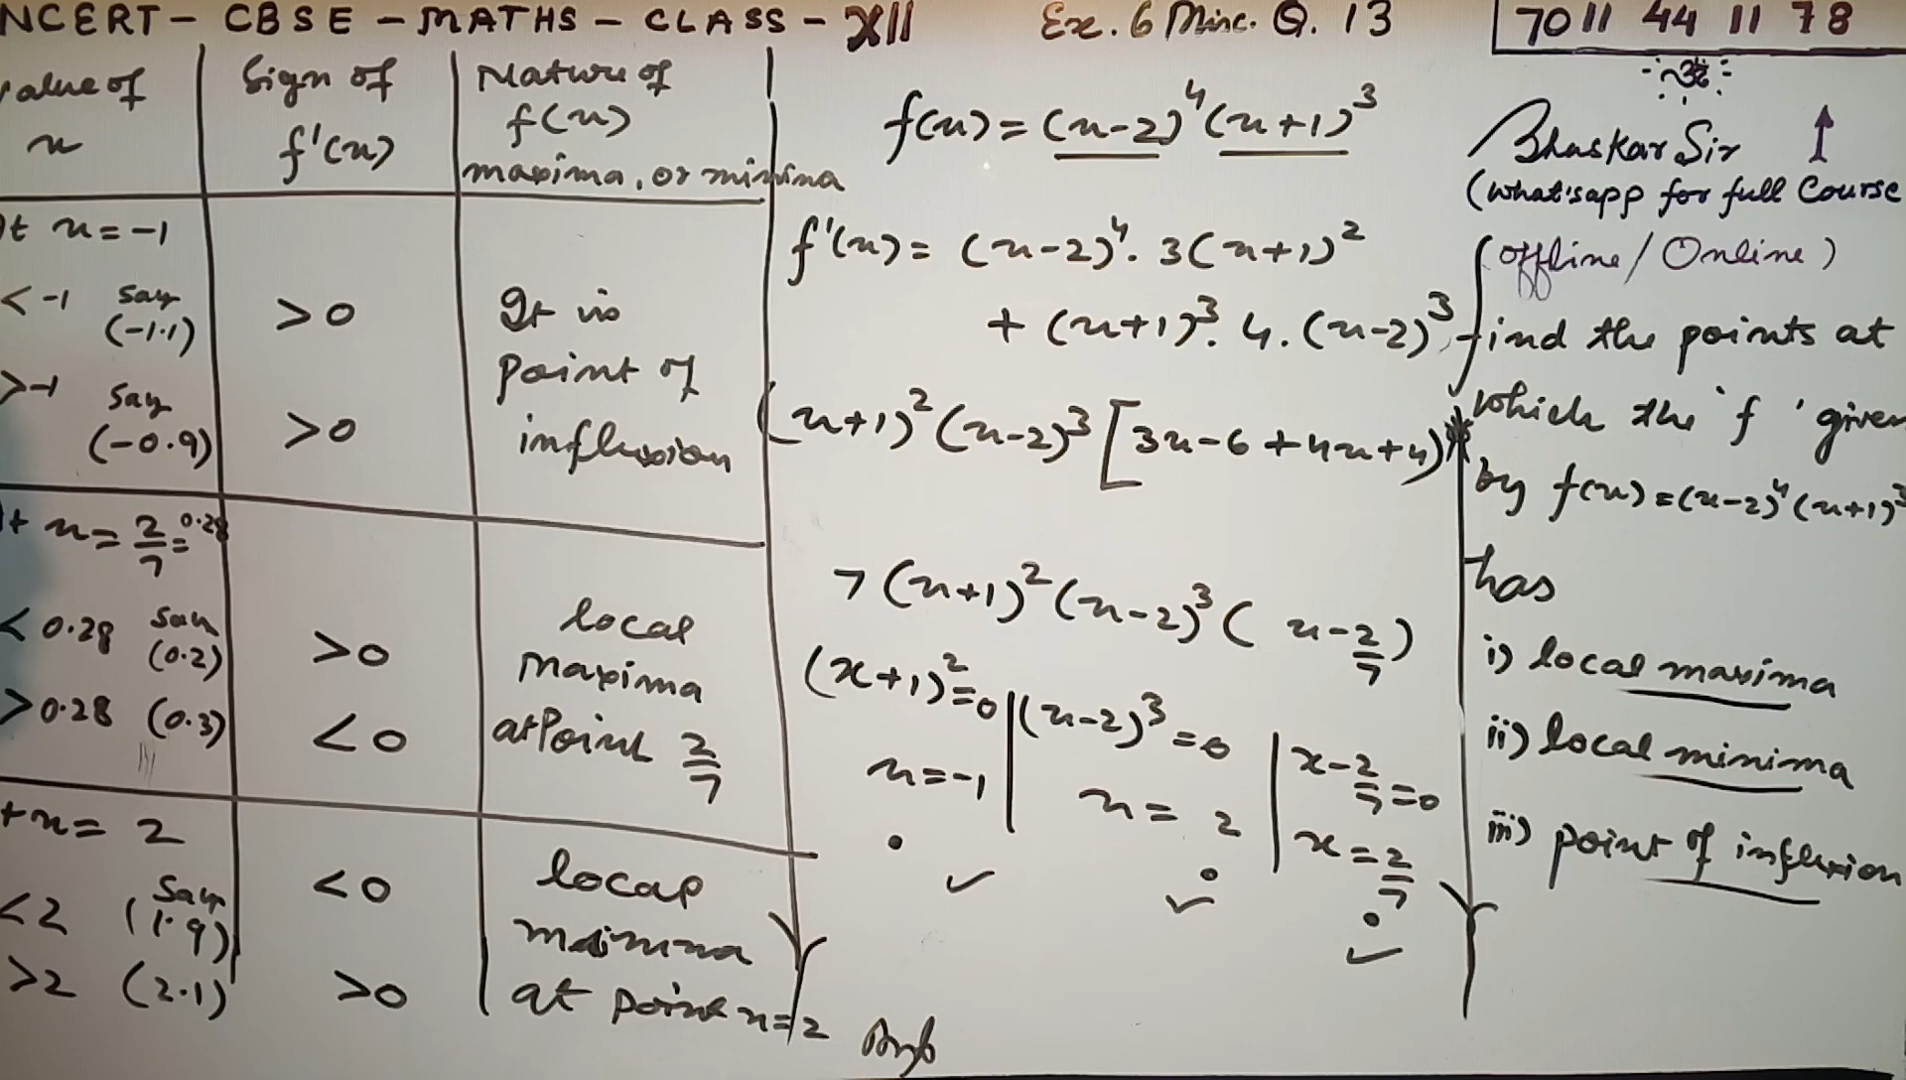 NCERT - CBSE - MATHS - CLASS - XII Ex. 6 Misc. Q. 13
70 11 44 11 78
ॐ
Bhaskar Sir
(what'sapp for full Course
(offline/Online)
find the points at
which the 'f' given
by f(x)=(x-2)⁴(x+1)³
has
i) local maxima
ii) local minima
iii) point of inflexion
f(x) = (x-2)⁴(x+1)³
f'(x) = (x-2)⁴. 3(x+1)²
+ (x+1)³. 4.(x-2)³
(x+1)²(x-2)³[3x-6+4x+4)
7(x+1)²(x-2)³(x-2/7)
(x+1)²=0 | (x-2)³=0 | x-2/7=0
x=-1 | x=2 | x=2/7
value of x | Sign of f'(x) | Nature of f(x) maxima, or minima
At x=-1
<-1 say (-1.1) | >0 | It is point of
>-1 say (-0.9) | >0 | inflexion
At x=2/7=0.28
<0.28 say (0.2) | >0 | local maxima
>0.28 (0.3) | <0 | at Point 2/7
At x=2
<2 say (1.9) | <0 | local minima
>2 (2.1) | >0 | at point x=2
Ans